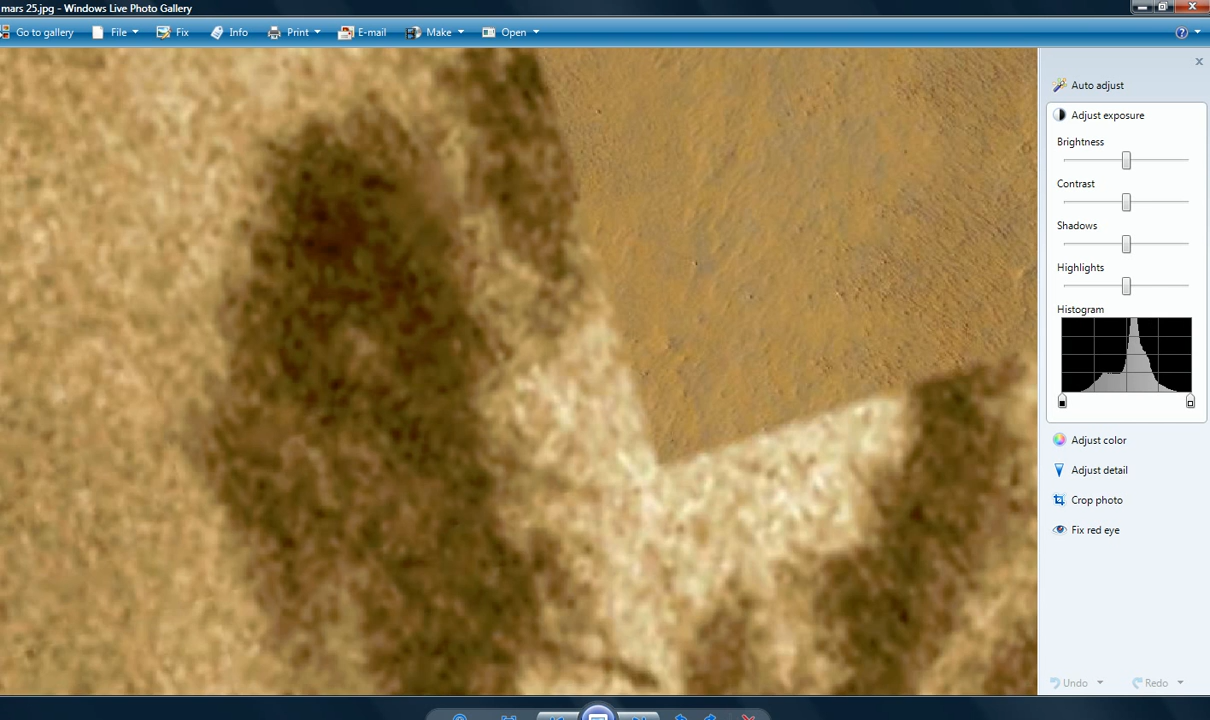 mars 25.jpg - Windows Live Photo Gallery
Go to gallery File Fix Info Print E-mail Make Open
Auto adjust
Adjust exposure
Brightness
Contrast
Shadows
Highlights
Histogram
Adjust color
Adjust detail
Crop photo
Fix red eye
Undo Redo